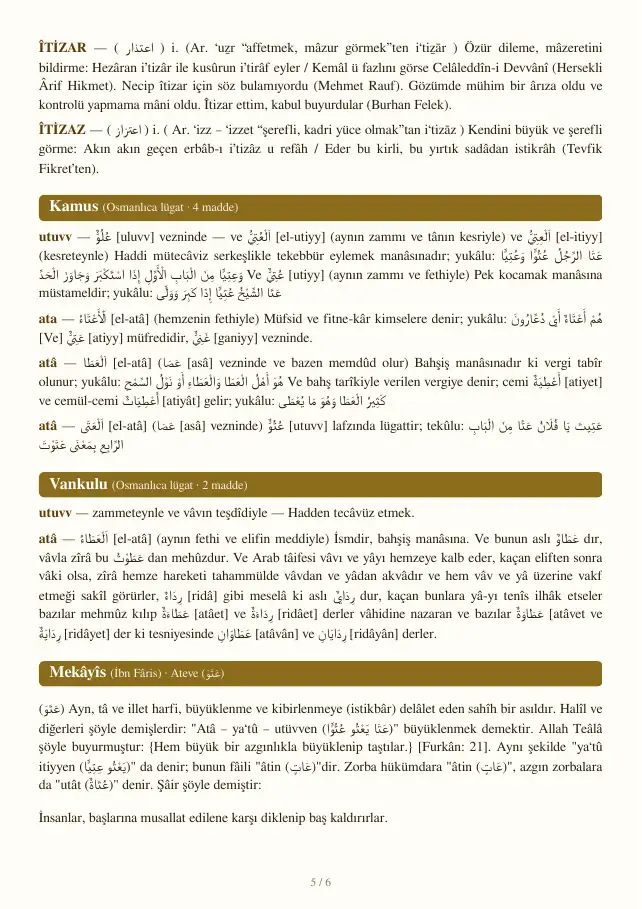 ÎTİZAR — ( اعتذار ) i. (Ar. ‘uẕr “affetmek, mâzur görmek”ten i‘tiẕār ) Özür dileme, mâzeretini
bildirme: Hezâran i’tizâr ile kusûrun i’tirâf eyler / Kemâl ü fazlını görse Celâleddîn-i Devvânî (Hersekli
Ârif Hikmet). Necip îtizar için söz bulamıyordu (Mehmet Rauf). Gözümde mühim bir ârıza oldu ve
kontrolü yapmama mâni oldu. Îtizar ettim, kabul buyurdular (Burhan Felek).
ÎTİZAZ — ( اعتزاز ) i. ( Ar. ‘izz – ‘izzet “şerefli, kadri yüce olmak”tan i‘tizāz ) Kendini büyük ve şerefli
görme: Akın akın geçen erbâb-ı i’tizâz u refâh / Eder bu kirli, bu yırtık sadâdan istikrâh (Tevfik
Fikret’ten).
Kamus (Osmanlıca lügat · 4 madde)
utuvv — عُلُوٌّ [uluvv] vezninde — ve اَلْعُتِيُّ [el-utiyy] (aynın zammı ve tânın kesriyle) ve اَلْعِتِيُّ [el-itiyy]
(kesreteynle) Haddi mütecâviz serkeşlikle tekebbür eylemek manâsınadır; yukâlu: عَتَا الرَّجُلُ عُتُوًّا وَعُتِيًّا
وَعِتِيًّا مِنَ الْبَابِ الْأَوَّلِ إِذَا اسْتَكْبَرَ وَجَاوَزَ الْحَدَّ Ve عُتِيٌّ [utiyy] (aynın zammı ve fethiyle) Pek kocamak manâsına
müstameldir; yukâlu: عَتَا الشَّيْخُ عُتِيًّا إِذَا كَبِرَ وَوَلَّى
ata — اَلْأَعْتَاءُ [el-atâ] (hemzenin fethiyle) Müfsid ve fitne-kâr kimselere denir; yukâlu: هُمْ أَعْتَاءٌ أَيْ دُعَّارُونَ
[Ve] عَتِيٌّ [atiyy] müfredidir, غَنِيٌّ [ganiyy] vezninde.
atâ — اَلْعَطَا [el-atâ] (عَصَا [asâ] vezninde ve bazen memdûd olur) Bahşiş manâsınadır ki vergi tabîr
olunur; yukâlu: هُوَ أَهْلُ الْعَطَا وَالْعَطَاءِ أَوْ نَوْلُ السَّمْحِ Ve bahş tarîkiyle verilen vergiye denir; cemi أَعْطِيَةٌ [atiyet]
ve cemül-cemi أَعْطِيَاتٌ [atiyât] gelir; yukâlu: كَثِيرُ الْعَطَا وَهُوَ مَا يُعْطَى
atâ — اَلْعَتَى [el-atâ] (عَصَا [asâ] vezninde) عُتُوٌّ [utuvv] lafzında lügattir; tekûlu: عَتِيتَ يَا فُلَانُ عَتًا مِنَ الْبَابِ
الرَّابِعِ بِمَعْنَى عَتَوْتَ
Vankulu (Osmanlıca lügat · 2 madde)
utuvv — zammeteynle ve vâvın teşdîdiyle — Hadden tecâvüz etmek.
atâ — اَلْعَطَاءُ [el-atâ] (aynın fethi ve elifin meddiyle) İsmdir, bahşiş manâsına. Ve bunun aslı عَطَاوٌ dır,
vâvla zîrâ bu عَطَوْتُ dan mehûzdur. Ve Arab tâifesi vâvı ve yâyı hemzeye kalb eder, kaçan eliften sonra
vâki olsa, zîrâ hemze hareketi tahammülde vâvdan ve yâdan akvâdır ve hem vâv ve yâ üzerine vakf
etmeği sakîl görürler, رِدَاءٌ [ridâ] gibi meselâ ki aslı رِدَايٌ dur, kaçan bunlara yâ-yı tenîs ilhâk etseler
bazılar mehmûz kılıp عَطَاءَةٌ [atâet] ve رِدَاءَةٌ [ridâet] derler vâhidine nazaran ve bazılar عَطَاوَةٌ [atâvet ve
رِدَايَةٌ [ridâyet] der ki tesniyesinde عَطَاوَانِ [atâvân] ve رِدَايَانِ [ridâyân] derler.
Mekâyîs (İbn Fâris) · Ateve (عَتَوَ)
(عَتَوَ) Ayn, tâ ve illet harfi, büyüklenme ve kibirlenmeye (istikbâr) delâlet eden sahîh bir asıldır. Halîl ve
diğerleri şöyle demişlerdir: "Atâ – ya‘tû – utüvven (عَتَا يَعْتُو عُتُوًّا)" büyüklenmek demektir. Allah Teâlâ
şöyle buyurmuştur: {Hem büyük bir azgınlıkla büyüklenip taştılar.} [Furkân: 21]. Aynı şekilde "ya‘tû
itiyyen (يَعْتُو عِتِيًّا)" da denir; bunun fâili "âtin (عَاتٍ)"dir. Zorba hükümdara "âtin (عَاتٍ)", azgın zorbalara
da "utât (عُتَاةٌ)" denir. Şâir şöyle demiştir:
İnsanlar, başlarına musallat edilene karşı diklenip baş kaldırırlar.
5 / 6